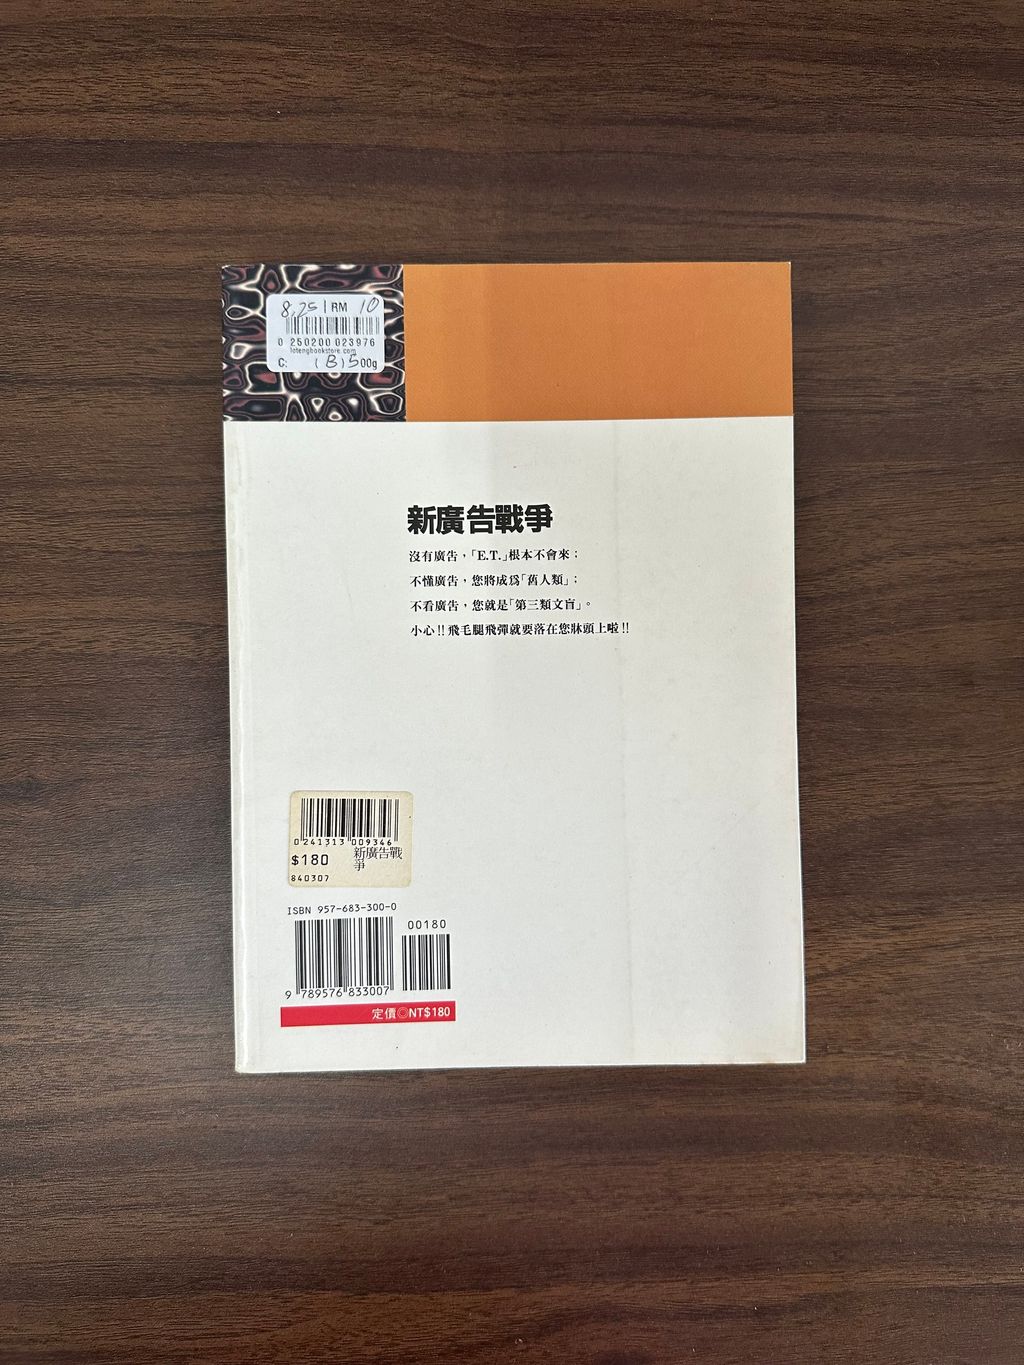 8.25 | RM 10
0 250200 023976
lotengbookstore.com
C: (B) 500g
新廣告戰爭
沒有廣告，「E.T.」根本不會來；
不懂廣告，您將成爲「舊人類」；
不看廣告，您就是「第三類文盲」。
小心!!飛毛腿飛彈就要落在您牀頭上啦!!
0 241313 009346
$180 新廣告戰
爭
840307
ISBN 957-683-300-0
00180
9 789576 833007
定價◎NT$180